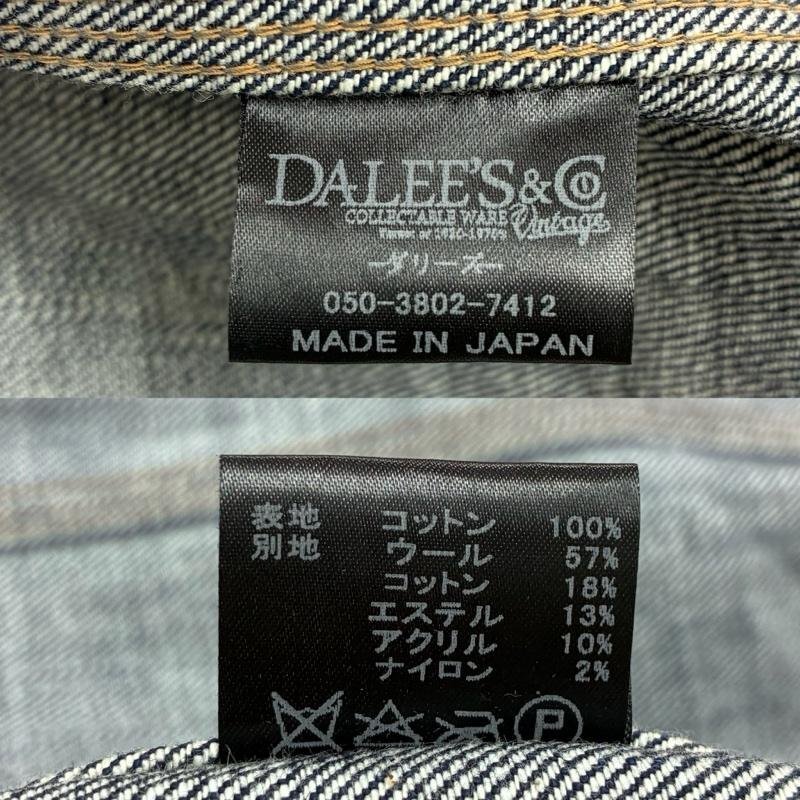 DALEE'S & Co
COLLECTABLE WARE Vintage
-ダリーズ-
050-3802-7412
MADE IN JAPAN
表地 コットン 100%
別地 ウール 57%
コットン 18%
エステル 13%
アクリル 10%
ナイロン 2%
P